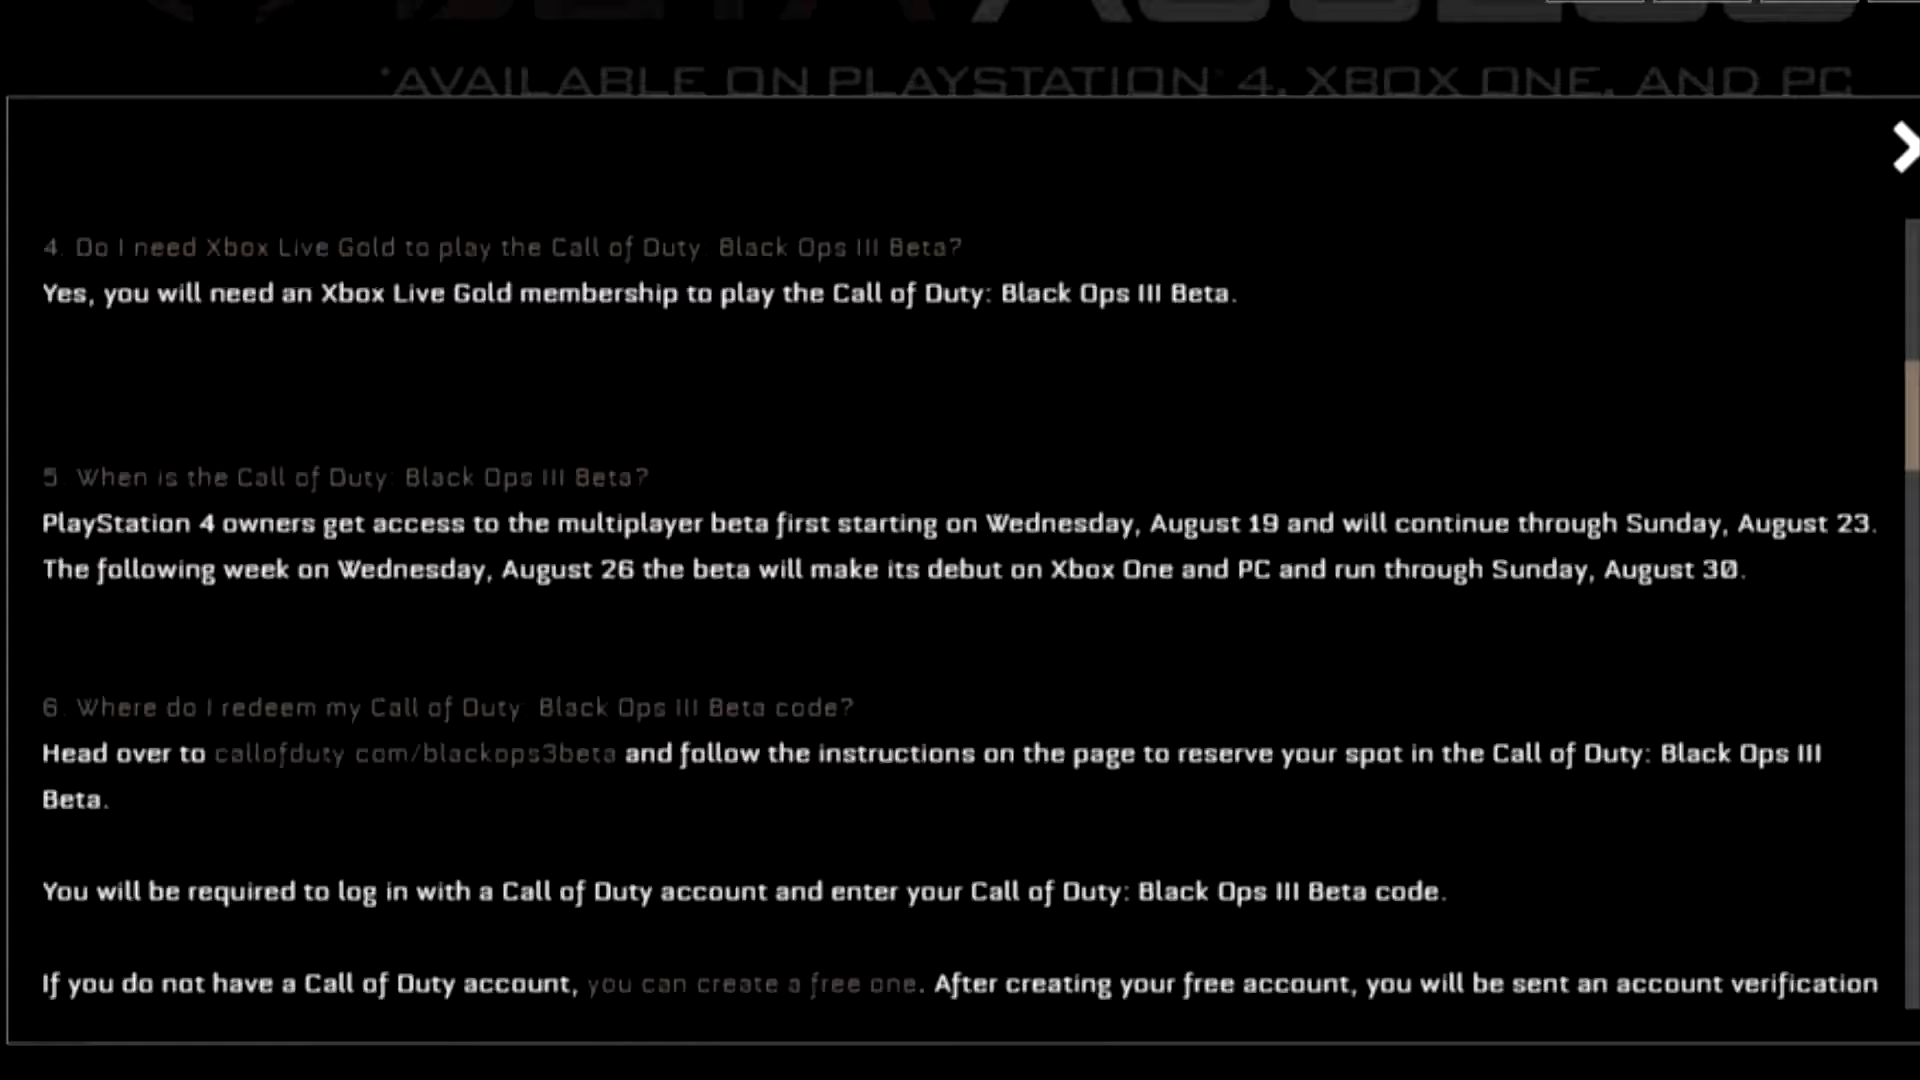 BETA ACCESS
*AVAILABLE ON PLAYSTATION® 4, XBOX ONE, AND PC
4. Do I need Xbox Live Gold to play the Call of Duty: Black Ops III Beta?
Yes, you will need an Xbox Live Gold membership to play the Call of Duty: Black Ops III Beta.
5. When is the Call of Duty: Black Ops III Beta?
PlayStation 4 owners get access to the multiplayer beta first starting on Wednesday, August 19 and will continue through Sunday, August 23.
The following week on Wednesday, August 26 the beta will make its debut on Xbox One and PC and run through Sunday, August 30.
6. Where do I redeem my Call of Duty: Black Ops III Beta code?
Head over to callofduty.com/blackops3beta and follow the instructions on the page to reserve your spot in the Call of Duty: Black Ops III
Beta.
You will be required to log in with a Call of Duty account and enter your Call of Duty: Black Ops III Beta code.
If you do not have a Call of Duty account, you can create a free one. After creating your free account, you will be sent an account verification